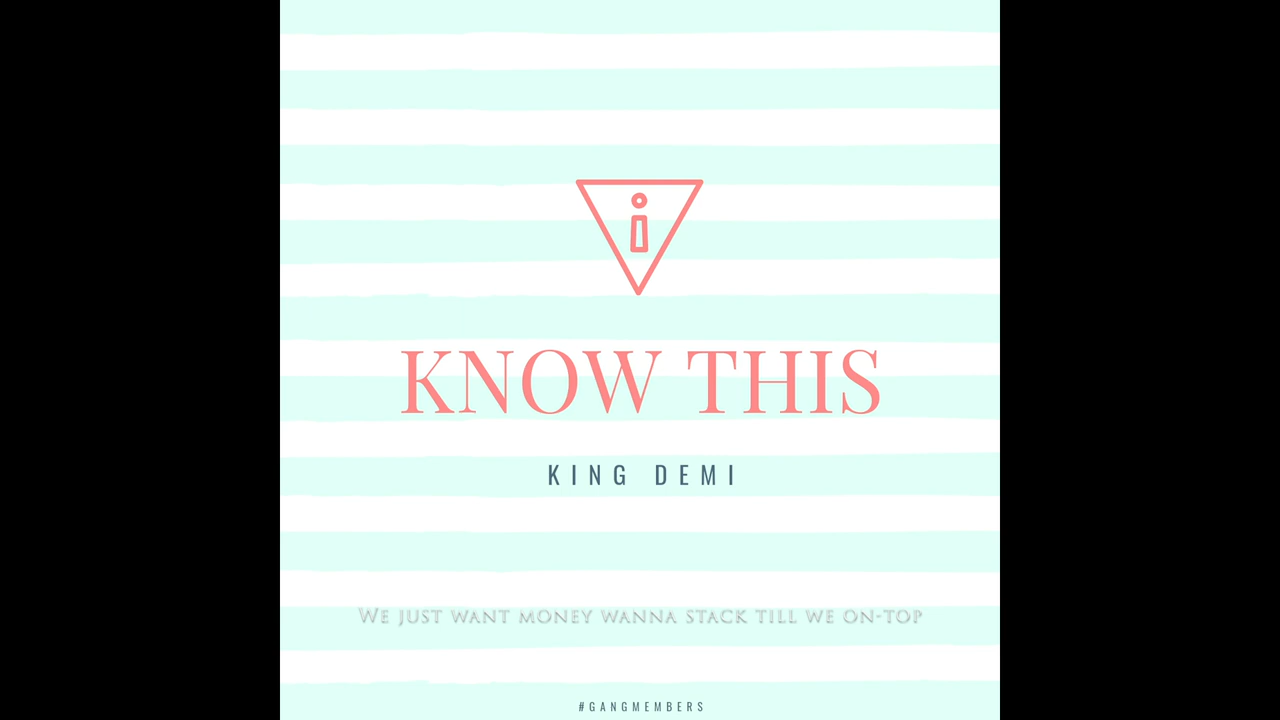 KNOW THIS
KING DEMI
We just want money wanna stack till we on-top
#GANGMEMBERS